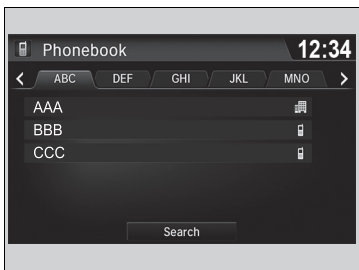 Phonebook 12:34
ABC DEF GHI JKL MNO
AAA
BBB
CCC
Search